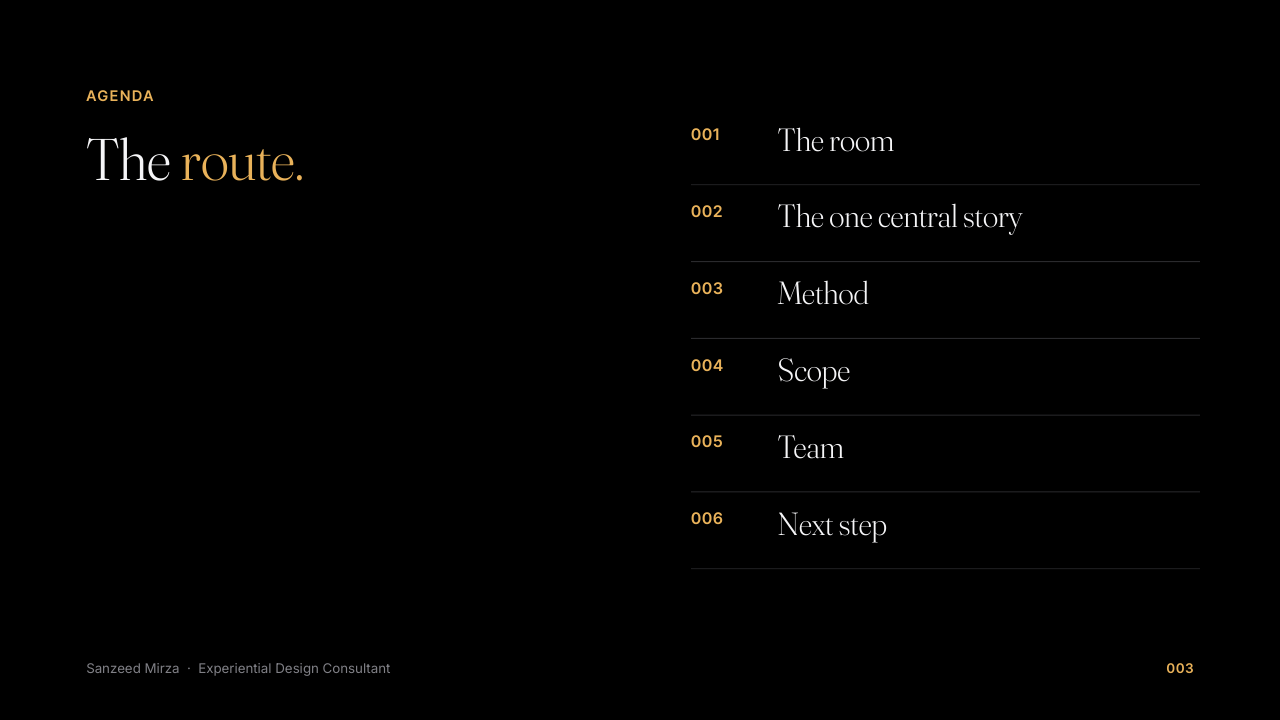 AGENDA
The route.
001 The room
002 The one central story
003 Method
004 Scope
005 Team
006 Next step
Sanzeed Mirza · Experiential Design Consultant
003